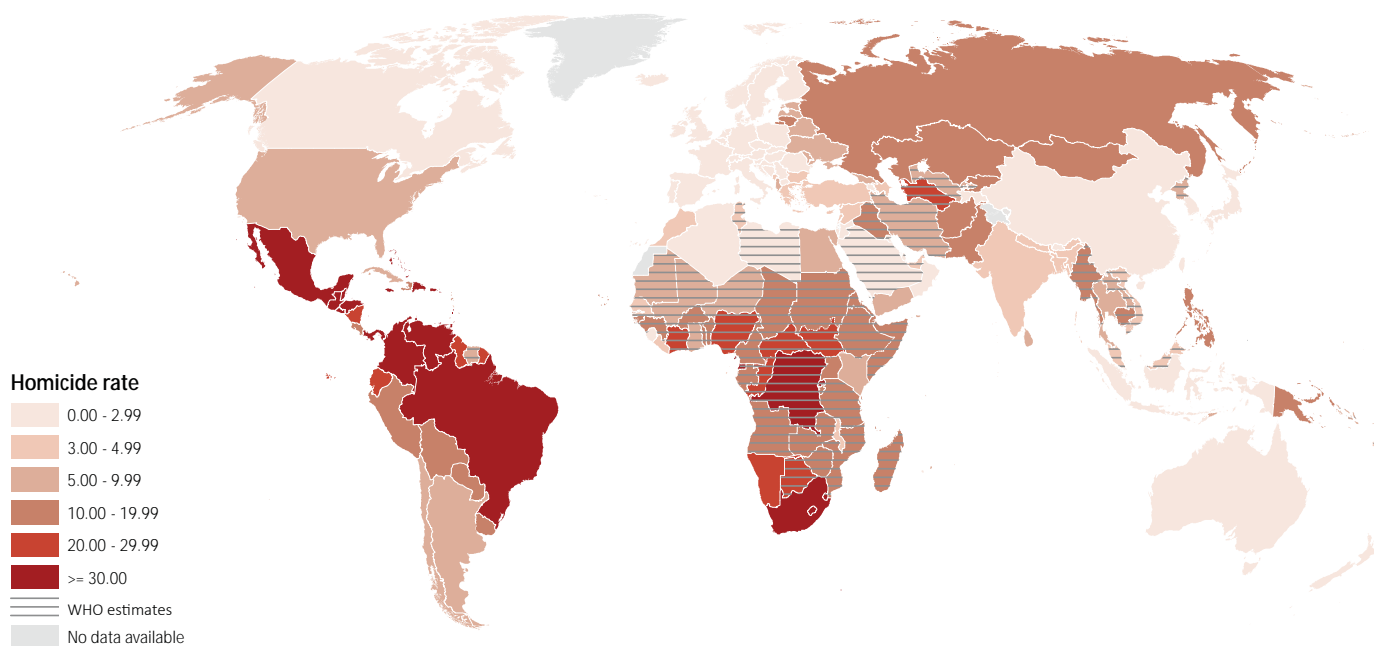 Homicide rate
0.00 - 2.99
3.00 - 4.99
5.00 - 9.99
10.00 - 19.99
20.00 - 29.99
>= 30.00
WHO estimates
No data available